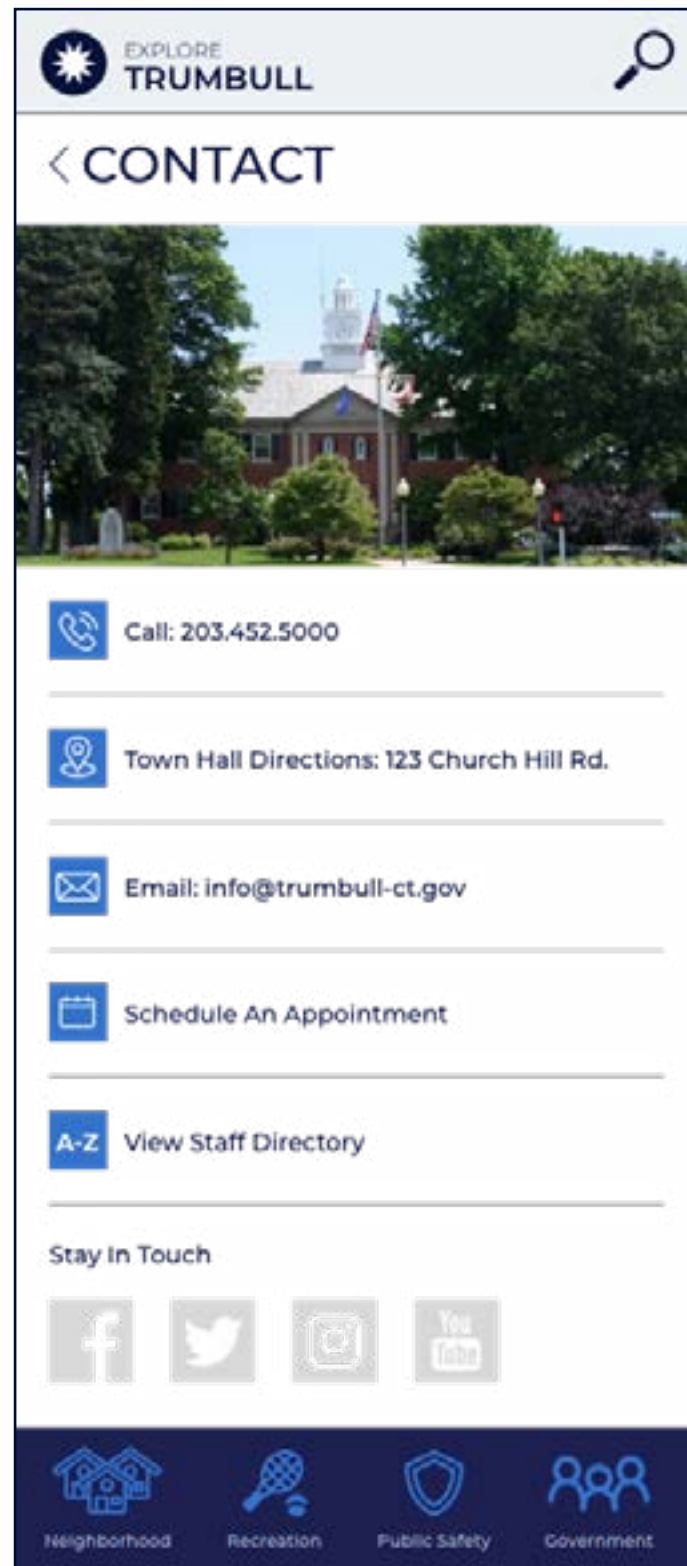 EXPLORE
TRUMBULL
CONTACT
Call: 203.452.5000
Town Hall Directions: 123 Church Hill Rd.
Email: info@trumbull-ct.gov
Schedule An Appointment
A-Z View Staff Directory
Stay In Touch
You
Tube
Neighborhood Recreation Public Safety Government